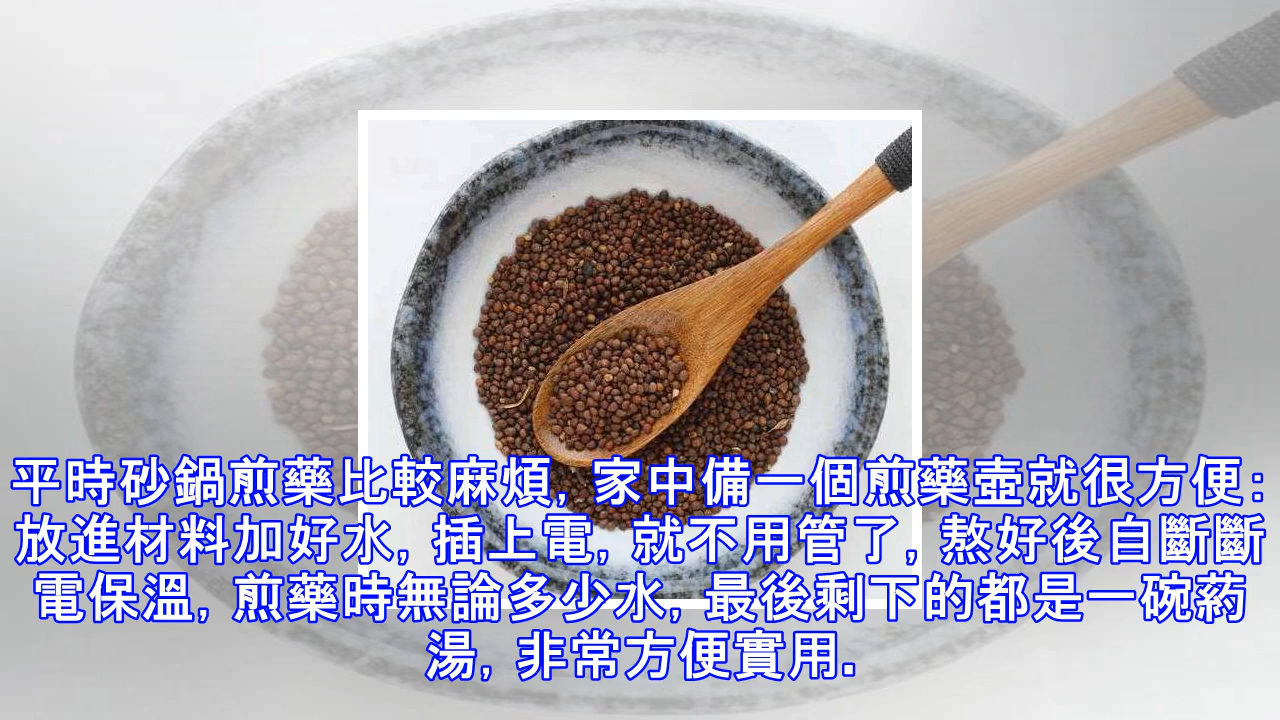 平時砂鍋煎藥比較麻煩, 家中備一個煎藥壺就很方便:
放進材料加好水, 插上電, 就不用管了, 熬好後自斷斷
電保溫, 煎藥時無論多少水, 最後剩下的都是一碗葯
湯, 非常方便實用.